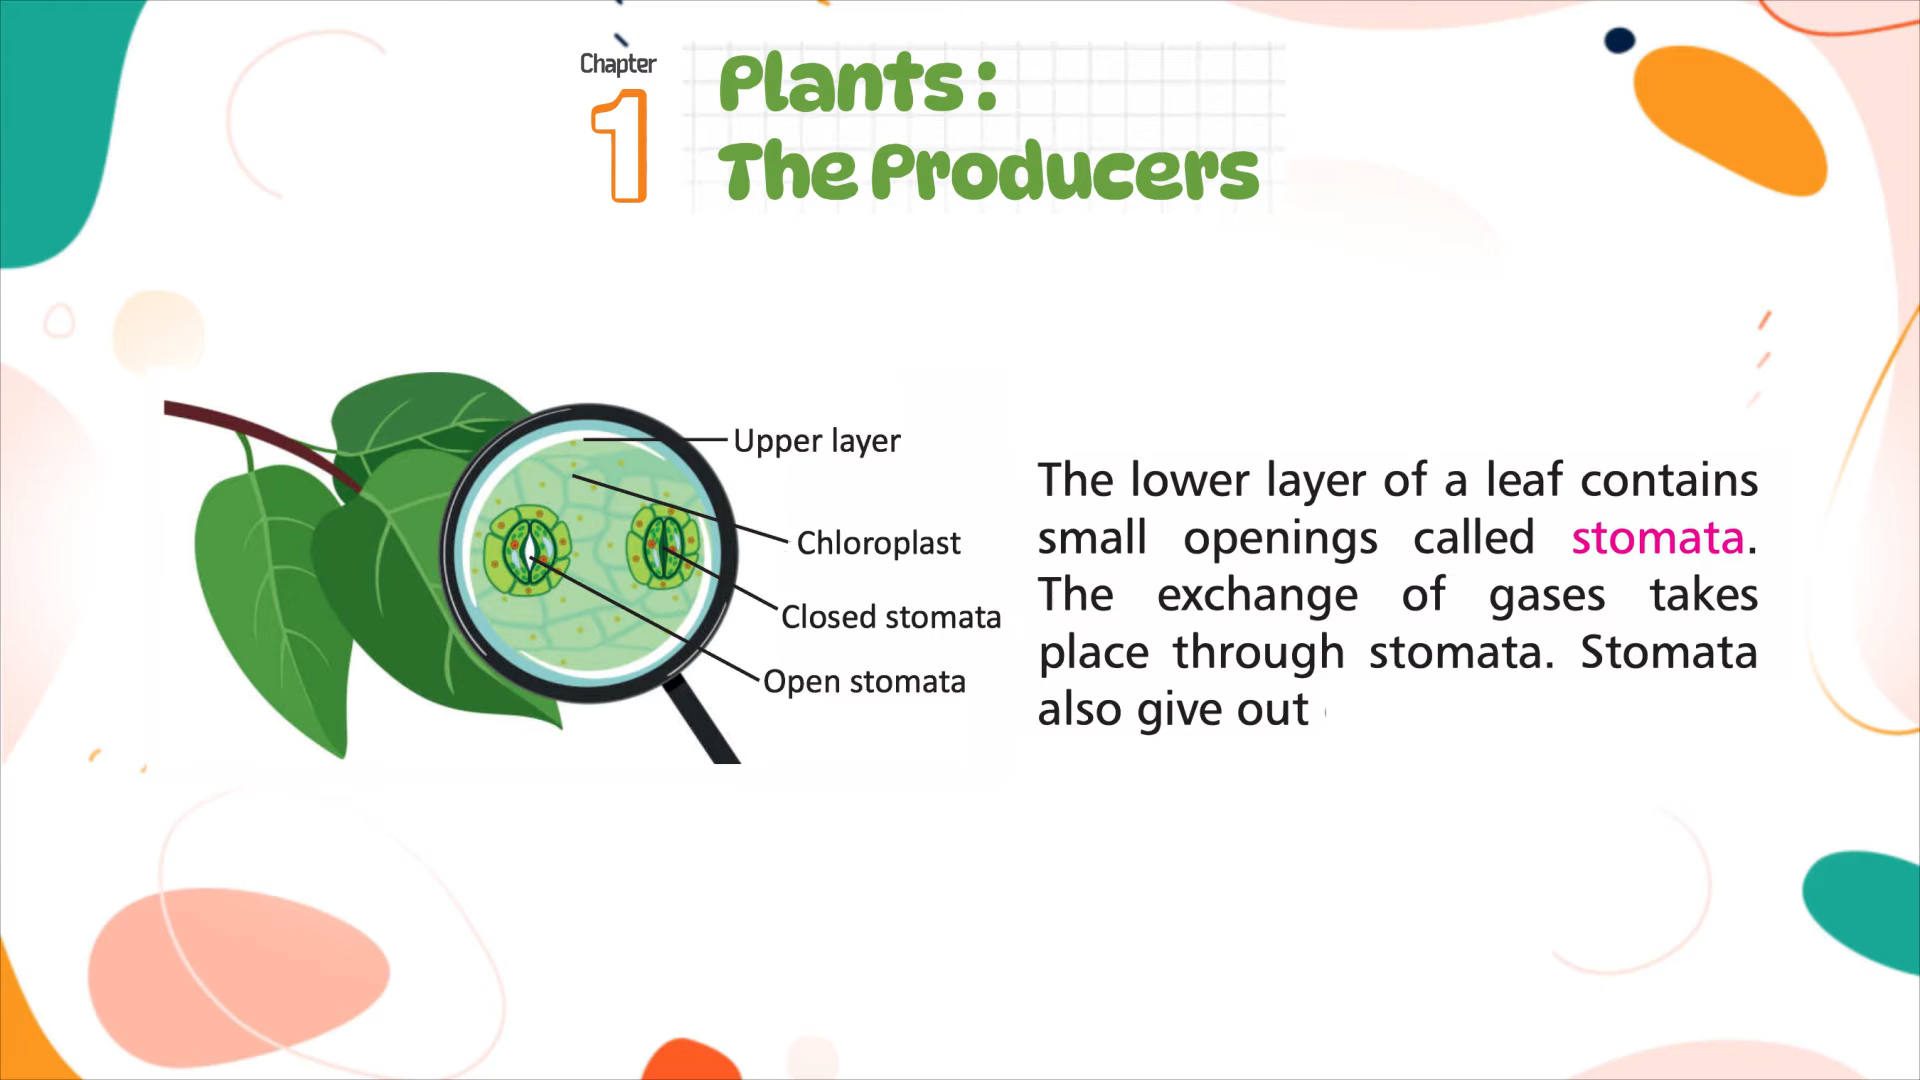 Chapter
1
Plants:
The Producers
Upper layer
Chloroplast
Closed stomata
Open stomata
The lower layer of a leaf contains
small openings called stomata.
The exchange of gases takes
place through stomata. Stomata
also give out